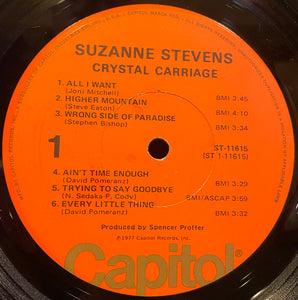 SUZANNE STEVENS
CRYSTAL CARRIAGE
1. ALL I WANT
(Joni Mitchell)
BMI 3:45
2. HIGHER MOUNTAIN
(Steve Eaton)
BMI 4:10
3. WRONG SIDE OF PARADISE
(Stephen Bishop)
BMI 3:34
1
ST-11615
(ST 1-11615)
4. AIN'T TIME ENOUGH
(David Pomeranz)
BMI 3:29
5. TRYING TO SAY GOODBYE
(N. Sedaka P. Cody)
BMI/ASCAP 3:59
6. EVERY LITTLE THING
(David Pomeranz)
BMI 3:32
Produced by Spencer Proffer
©1977 Capitol Records, Inc.
Capitol